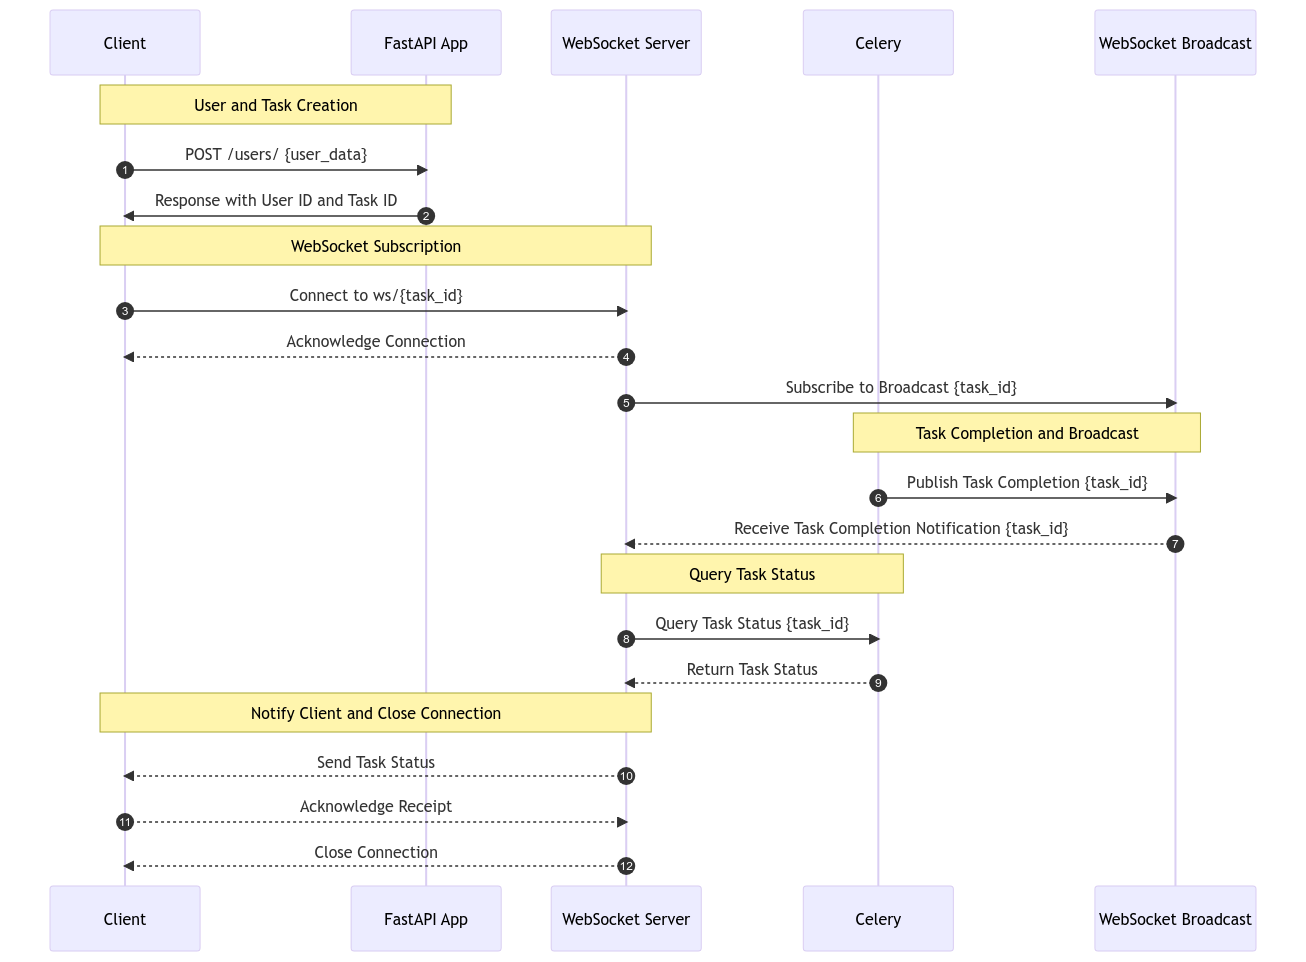 Client
FastAPI App
WebSocket Server
Celery
WebSocket Broadcast
User and Task Creation
POST /users/ {user_data}
1
Response with User ID and Task ID
2
WebSocket Subscription
Connect to ws/{task_id}
3
Acknowledge Connection
4
Subscribe to Broadcast {task_id}
5
Task Completion and Broadcast
Publish Task Completion {task_id}
6
Receive Task Completion Notification {task_id}
7
Query Task Status
Query Task Status {task_id}
8
Return Task Status
9
Notify Client and Close Connection
Send Task Status
10
Acknowledge Receipt
11
Close Connection
12
Client
FastAPI App
WebSocket Server
Celery
WebSocket Broadcast